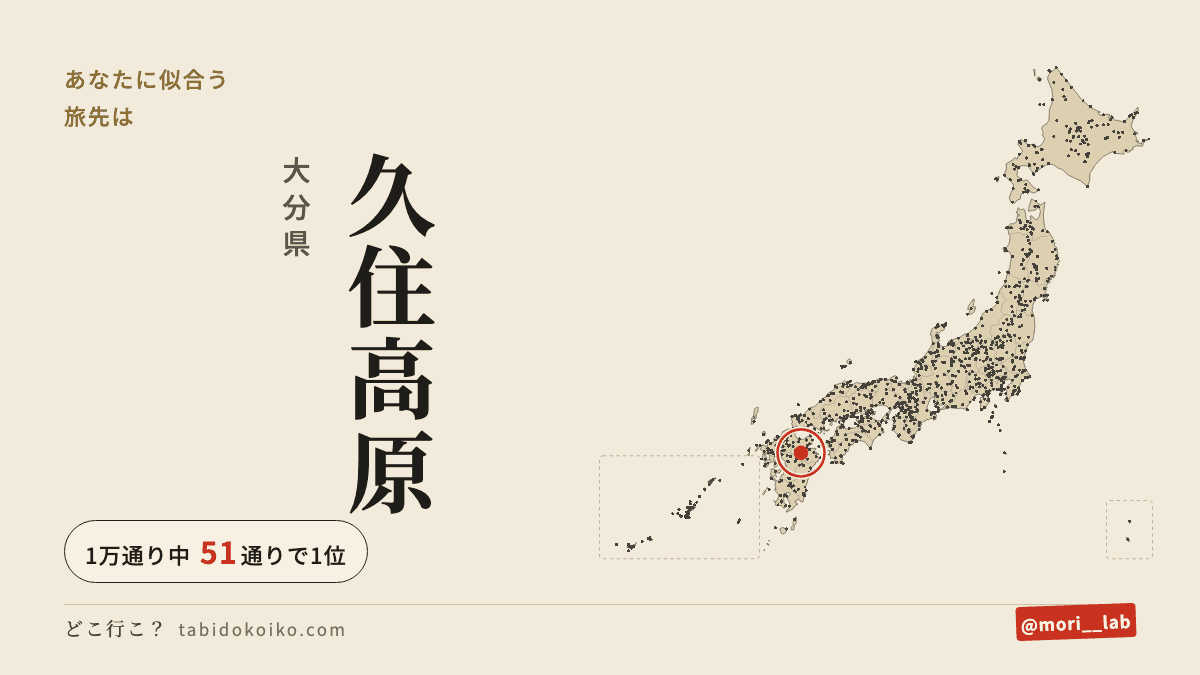 あなたに似合う
旅先は
久住高原
大分県
1万通り中 51通りで1位
どこ行こ？ tabidokoiko.com
@mori__lab